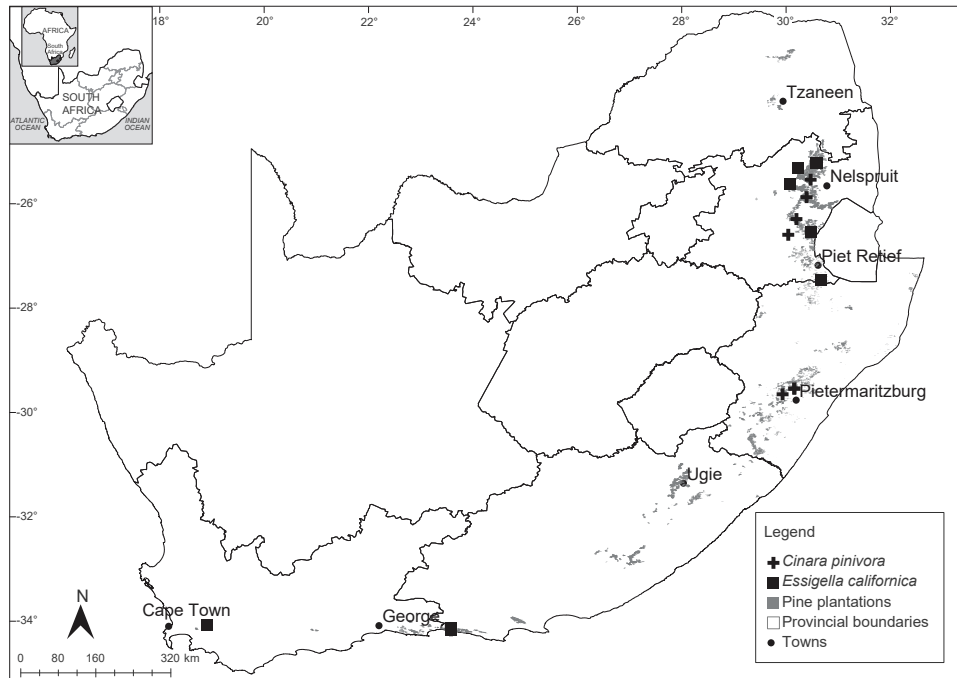 18°
20°
22°
24°
26°
28°
30°
32°
AFRICA
South
Africa
SOUTH
AFRICA
ATLANTIC
OCEAN
INDIAN
OCEAN
Tzaneen
Nelspruit
-26°
Piet Retief
-28°
Pietermaritzburg
-30°
Ugie
-32°
Legend
Cinara pinivora
Essigella californica
Pine plantations
Provincial boundaries
Towns
N
Cape Town
George
-34°
0 80 160 320 km